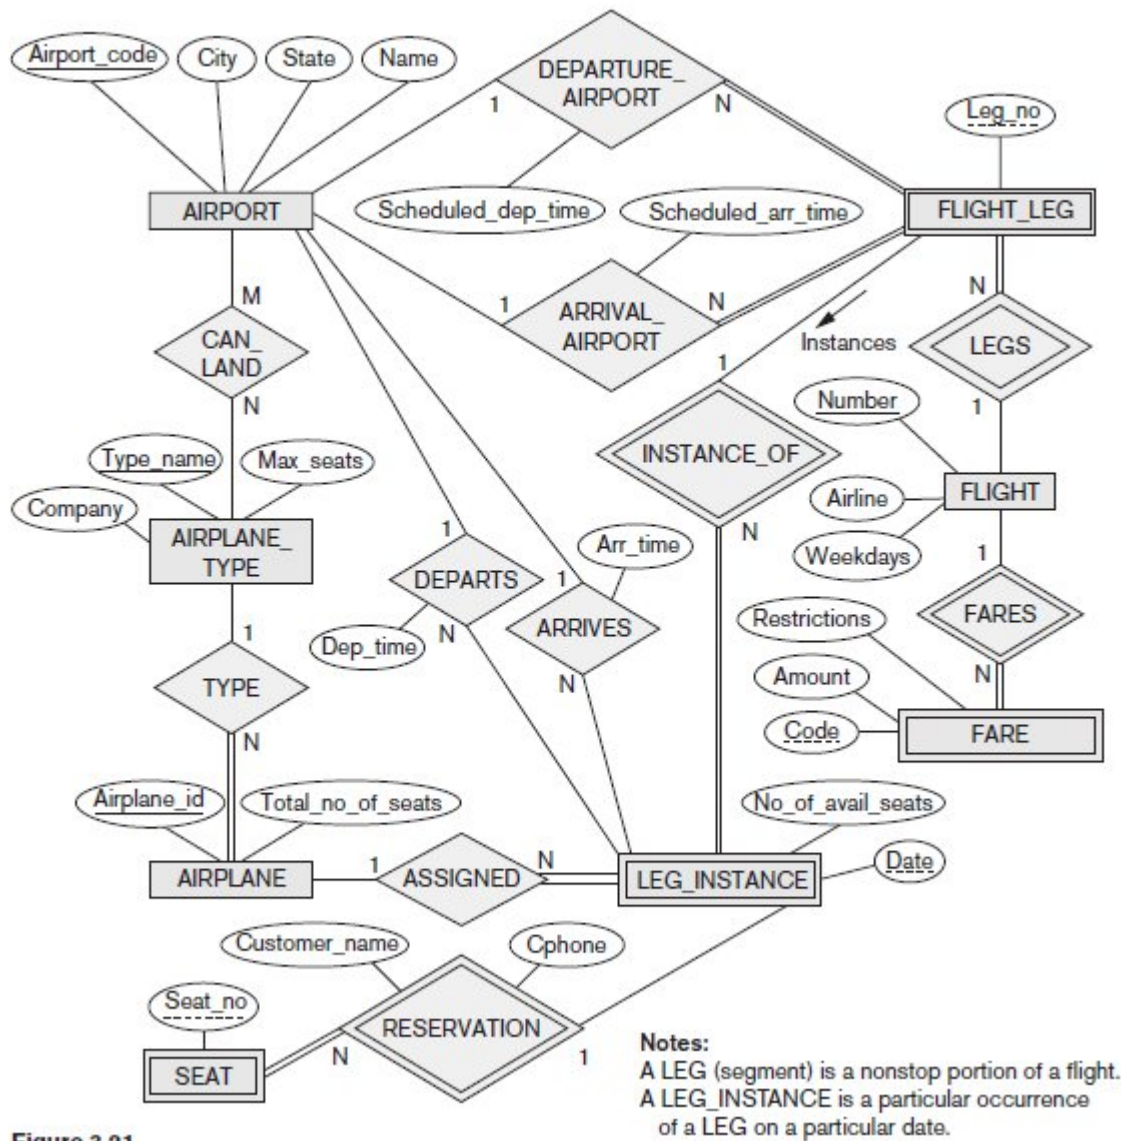 Airport_code
City
State
Name
DEPARTURE_
AIRPORT
1
N
Leg_no
AIRPORT
Scheduled_dep_time
Scheduled_arr_time
FLIGHT_LEG
M
1
ARRIVAL_
AIRPORT
N
N
CAN_
LAND
Instances
LEGS
1
N
Number
1
Type_name
Max_seats
INSTANCE_OF
Company
Airline
FLIGHT
AIRPLANE_
TYPE
1
Arr_time
N
Weekdays
1
DEPARTS
1
1
Dep_time
N
ARRIVES
Restrictions
FARES
TYPE
N
Amount
N
N
Code
FARE
Airplane_id
Total_no_of_seats
No_of_avail_seats
AIRPLANE
1
ASSIGNED
N
LEG_INSTANCE
Date
Customer_name
Cphone
Seat_no
RESERVATION
N
1
SEAT
Notes:
A LEG (segment) is a nonstop portion of a flight.
A LEG_INSTANCE is a particular occurrence
of a LEG on a particular date.
Figure 3.21